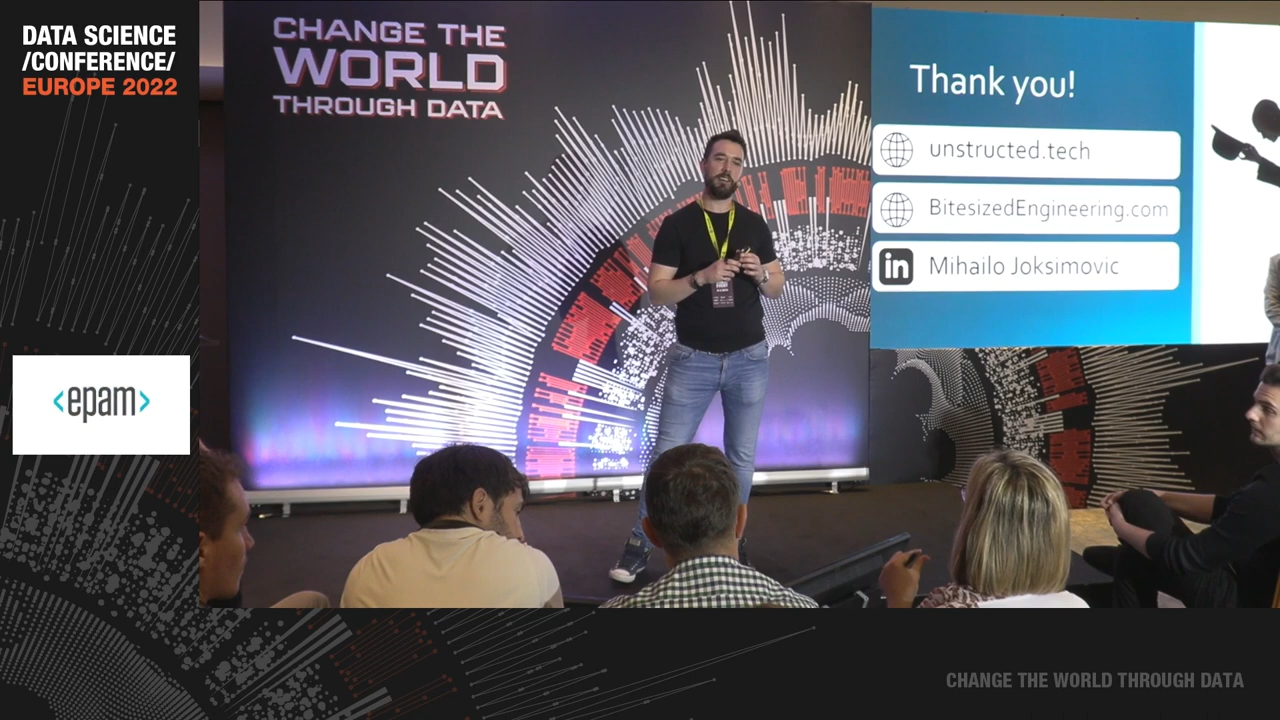 DATA SCIENCE
/CONFERENCE/
EUROPE 2022
CHANGE THE
WORLD
THROUGH DATA
Thank you!
unstructed.tech
BitesizedEngineering.com
in
Mihailo Joksimovic
<epam>
CHANGE THE WORLD THROUGH DATA